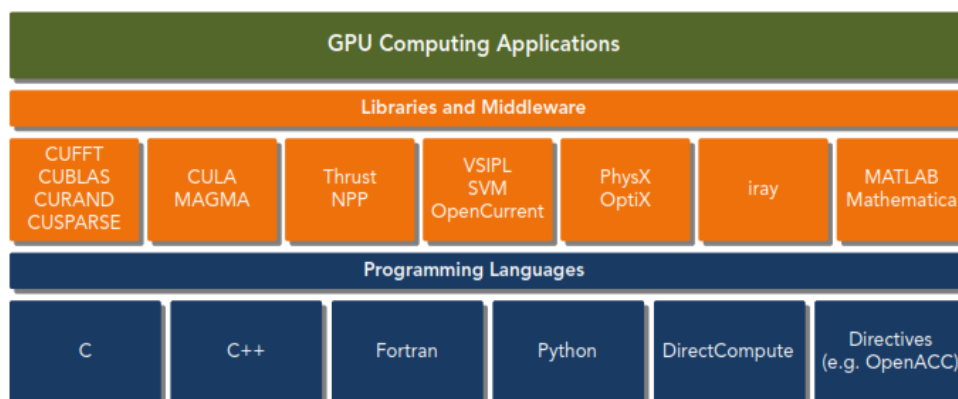 GPU Computing Applications
Libraries and Middleware
CUFFT
CUBLAS
CURAND
CUSPARSE
CULA
MAGMA
Thrust
NPP
VSIPL
SVM
OpenCurrent
PhysX
OptiX
iray
MATLAB
Mathematica
Programming Languages
C
C++
Fortran
Python
DirectCompute
Directives
(e.g. OpenACC)